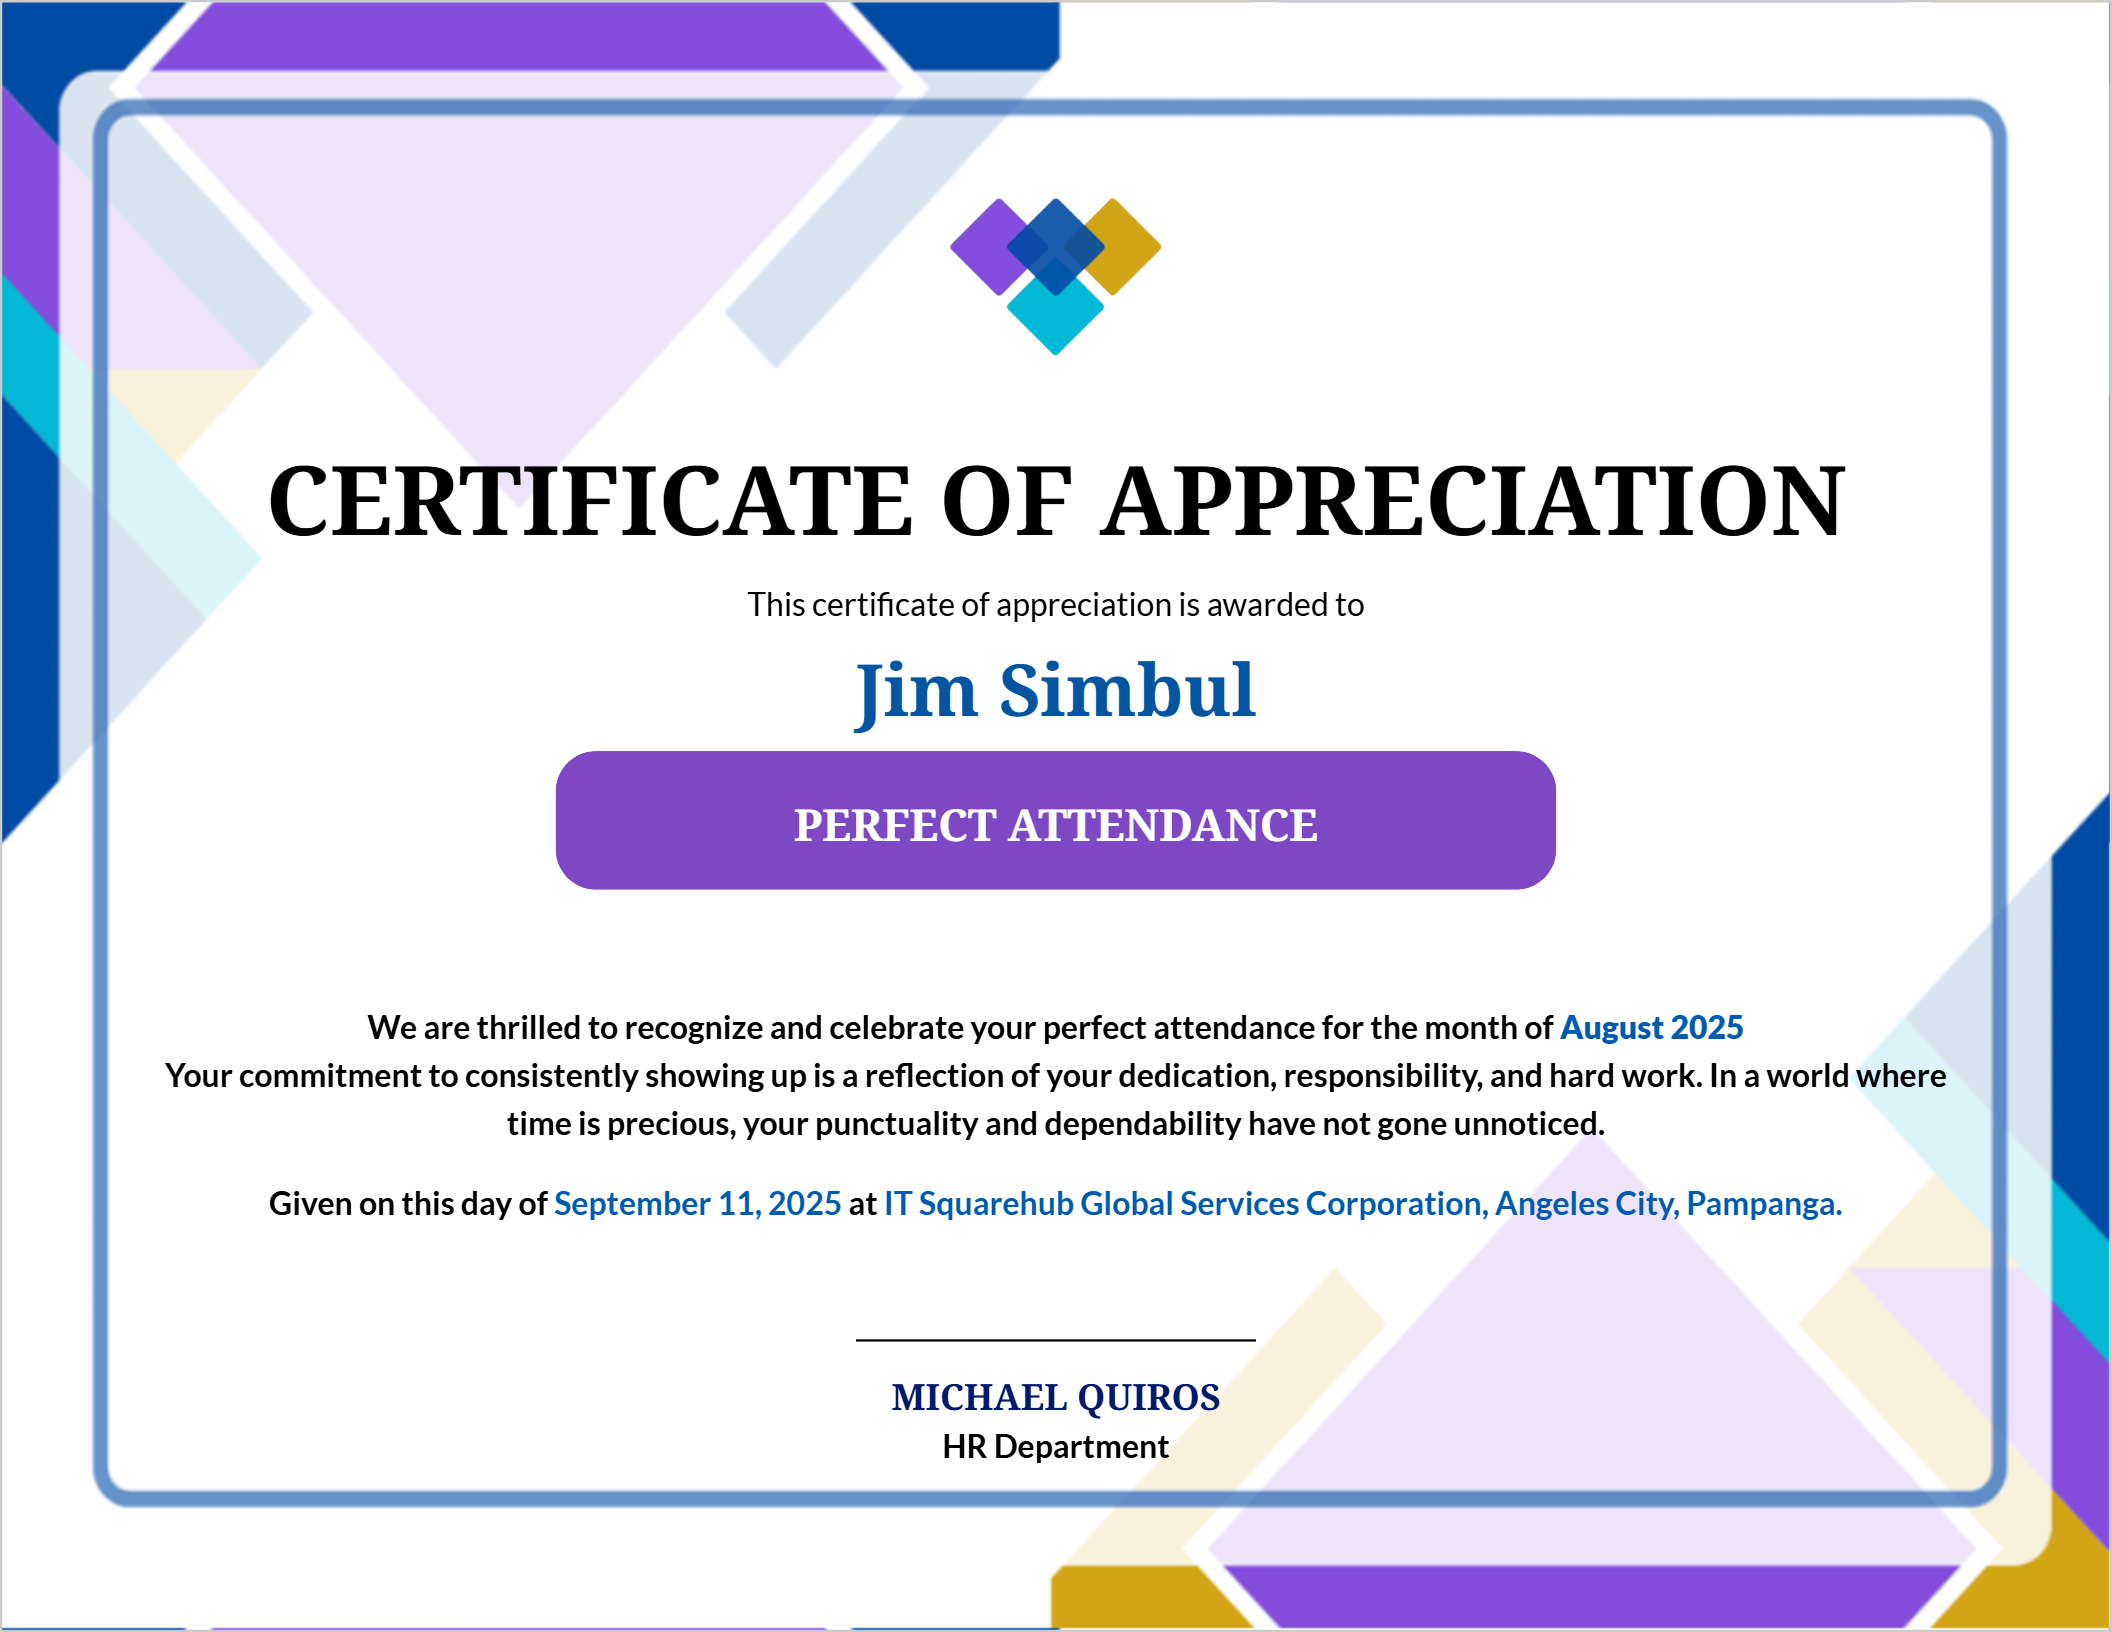 CERTIFICATE OF APPRECIATION
This certificate of appreciation is awarded to
Jim Simbul
PERFECT ATTENDANCE
We are thrilled to recognize and celebrate your perfect attendance for the month of August 2025
Your commitment to consistently showing up is a reflection of your dedication, responsibility, and hard work. In a world where
time is precious, your punctuality and dependability have not gone unnoticed.
Given on this day of September 11, 2025 at IT Squarehub Global Services Corporation, Angeles City, Pampanga.
MICHAEL QUIROS
HR Department